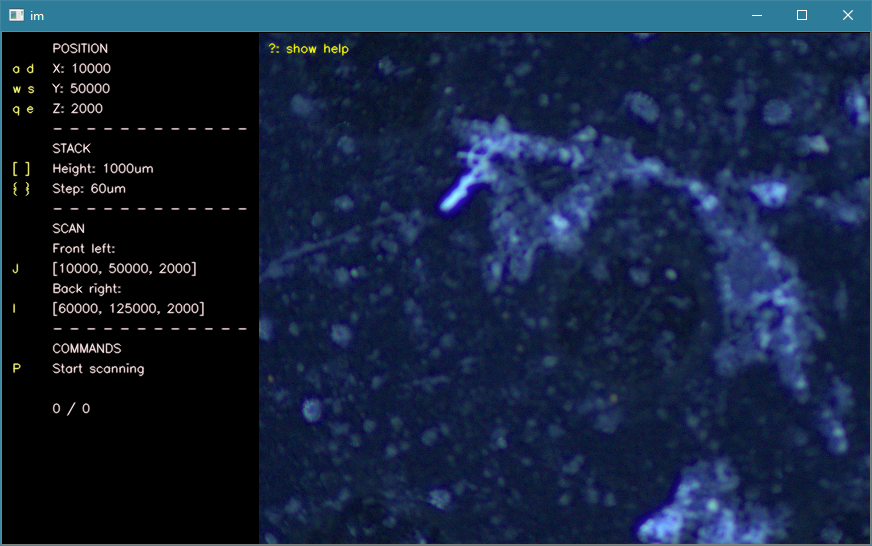 im
?: show help
POSITION
a d X: 10000
w s Y: 50000
q e Z: 2000
STACK
[ ] Height: 1000um
{ } Step: 60um
SCAN
Front left:
J [10000, 50000, 2000]
Back right:
I [60000, 125000, 2000]
COMMANDS
P Start scanning
0 / 0